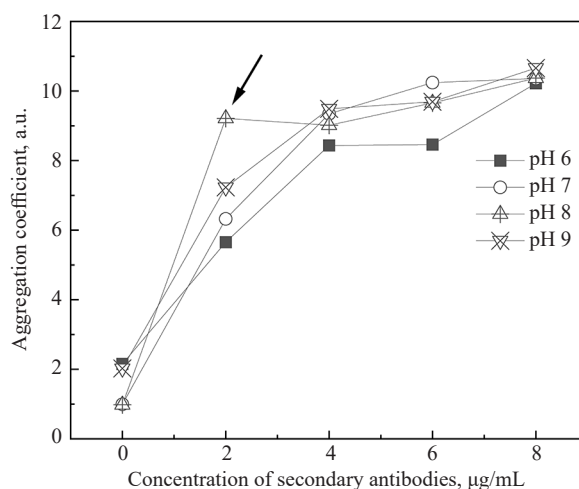 12
10
8
6
4
2
0
Aggregation coefficient, a.u.
pH 6
pH 7
pH 8
pH 9
0 2 4 6 8
Concentration of secondary antibodies, μg/mL